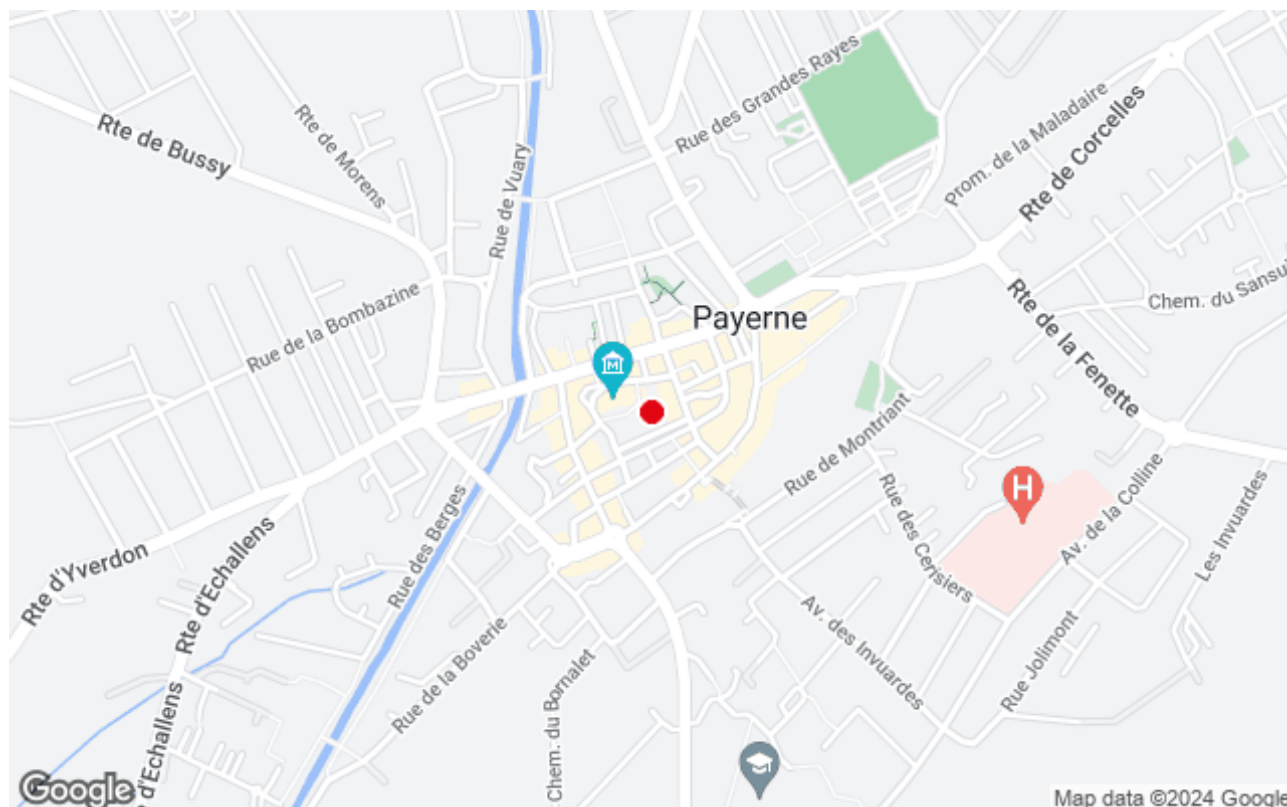 Rue des Grandes Rayes
Rte de Bussy
Rte de Morens
Rue de Vuary
Prom. de la Maladaire
Rte de Corcelles
Rue de la Bombazine
Payerne
Chem. du Sansui
Rte de la Fenette
M
Rue de Montriant
H
Rue des Cerisiers
Av. de la Colline
Les Invuardes
Rte d'Yverdon
Rte d'Echallens
Rue des Berges
Av. des Invuardes
Rue Jolimont
Rue de la Boverie
Chem. du Bornalet
d'Echallens
Google
Map data ©2024 Google